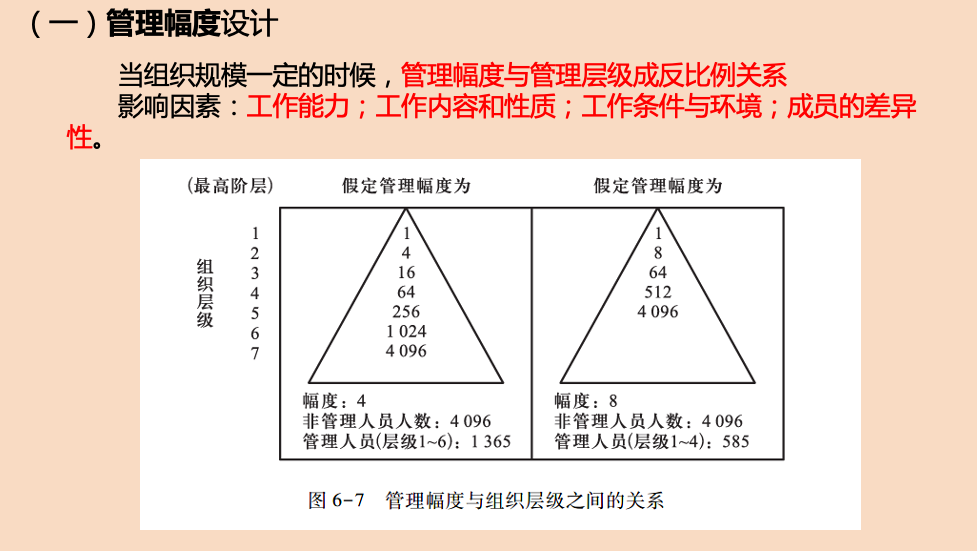 （一）管理幅度设计
当组织规模一定的时候，管理幅度与管理层级成反比例关系
影响因素：工作能力；工作内容和性质；工作条件与环境；成员的差异
性。
(最高阶层) 假定管理幅度为 假定管理幅度为
组织层级
1 1 1
2 4 8
3 16 64
4 64 512
5 256 4 096
6 1 024
7 4 096
幅度：4
非管理人员人数：4 096
管理人员(层级1~6)：1 365
幅度：8
非管理人员人数：4 096
管理人员(层级1~4)：585
图 6-7 管理幅度与组织层级之间的关系